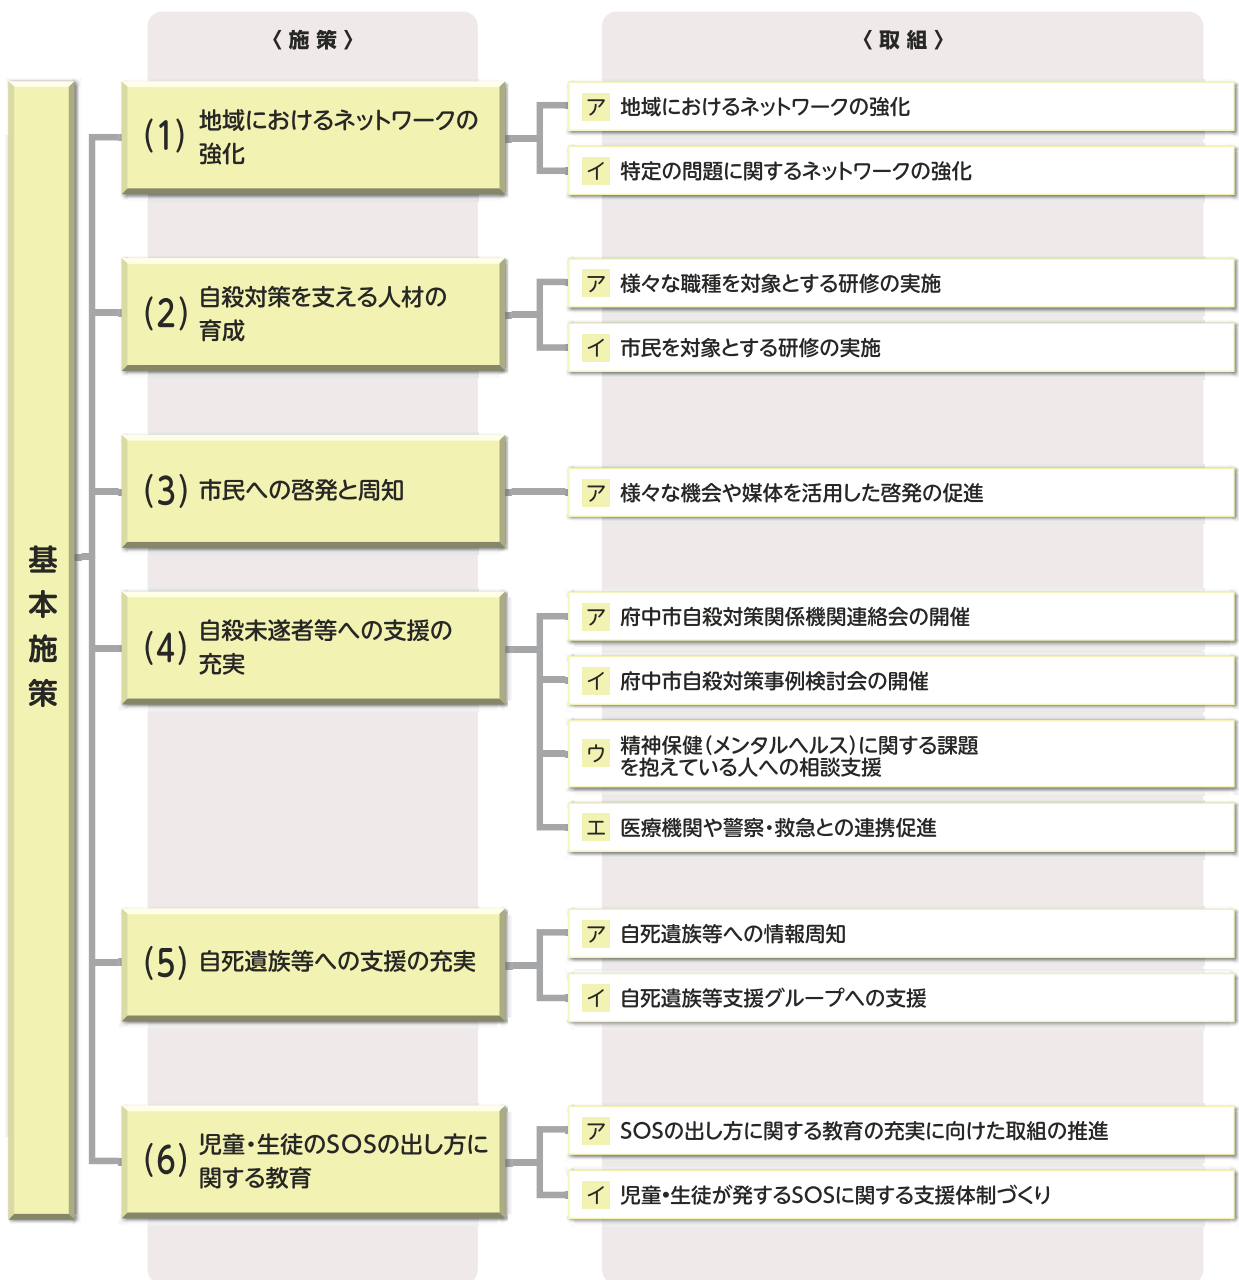 〈施策〉
〈取組〉
基本施策
(1) 地域におけるネットワークの
強化
ア 地域におけるネットワークの強化
イ 特定の問題に関するネットワークの強化
(2) 自殺対策を支える人材の
育成
ア 様々な職種を対象とする研修の実施
イ 市民を対象とする研修の実施
(3) 市民への啓発と周知
ア 様々な機会や媒体を活用した啓発の促進
(4) 自殺未遂者等への支援の
充実
ア 府中市自殺対策関係機関連絡会の開催
イ 府中市自殺対策事例検討会の開催
ウ 精神保健(メンタルヘルス)に関する課題
を抱えている人への相談支援
エ 医療機関や警察・救急との連携促進
(5) 自死遺族等への支援の充実
ア 自死遺族等への情報周知
イ 自死遺族等支援グループへの支援
(6) 児童・生徒のSOSの出し方に
関する教育
ア SOSの出し方に関する教育の充実に向けた取組の推進
イ 児童・生徒が発するSOSに関する支援体制づくり